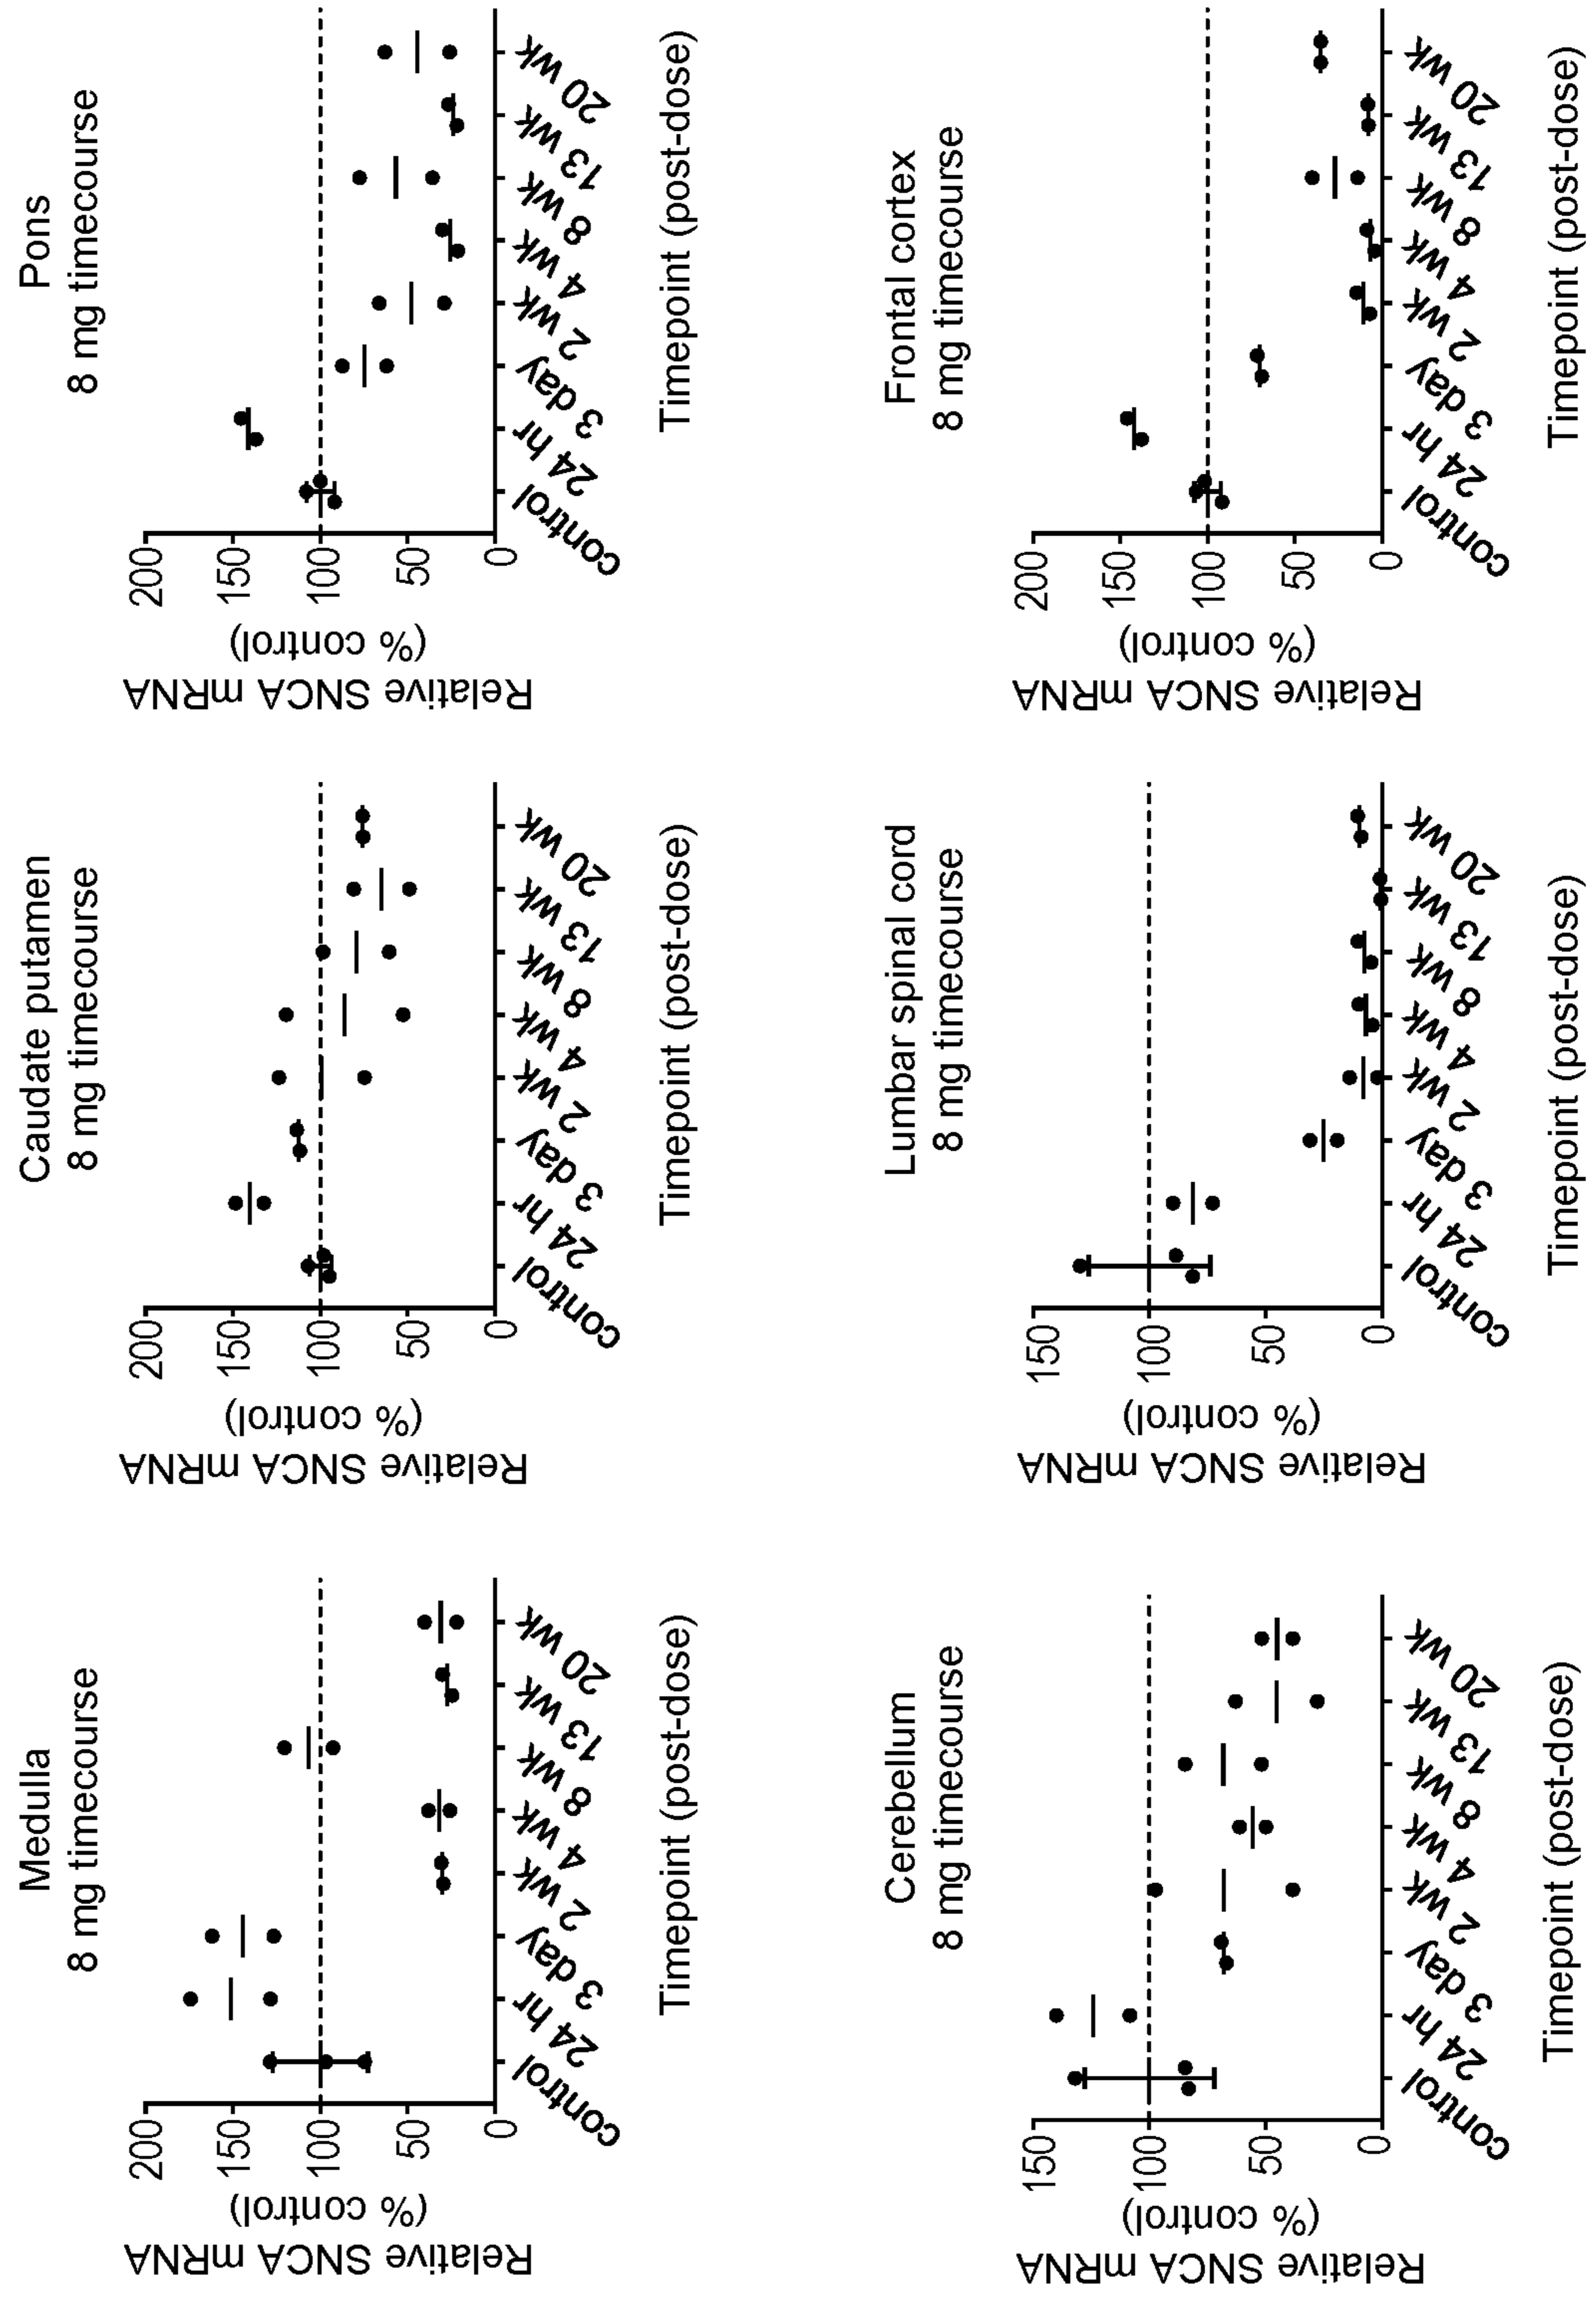 Medulla
8 mg timecourse
Relative SNCA mRNA
(% control)
200
150
100
50
0
control
24 hr
3 day
2 wk
4 wk
8 wk
13 wk
20 wk
Timepoint (post-dose)
Caudate putamen
8 mg timecourse
Relative SNCA mRNA
(% control)
200
150
100
50
0
control
24 hr
3 day
2 wk
4 wk
8 wk
13 wk
20 wk
Timepoint (post-dose)
Pons
8 mg timecourse
Relative SNCA mRNA
(% control)
200
150
100
50
0
control
24 hr
3 day
2 wk
4 wk
8 wk
13 wk
20 wk
Timepoint (post-dose)
Cerebellum
8 mg timecourse
Relative SNCA mRNA
(% control)
150
100
50
0
control
24 hr
3 day
2 wk
4 wk
8 wk
13 wk
20 wk
Timepoint (post-dose)
Lumbar spinal cord
8 mg timecourse
Relative SNCA mRNA
(% control)
150
100
50
0
control
24 hr
3 day
2 wk
4 wk
8 wk
13 wk
20 wk
Timepoint (post-dose)
Frontal cortex
8 mg timecourse
Relative SNCA mRNA
(% control)
200
150
100
50
0
control
24 hr
3 day
2 wk
4 wk
8 wk
13 wk
20 wk
Timepoint (post-dose)